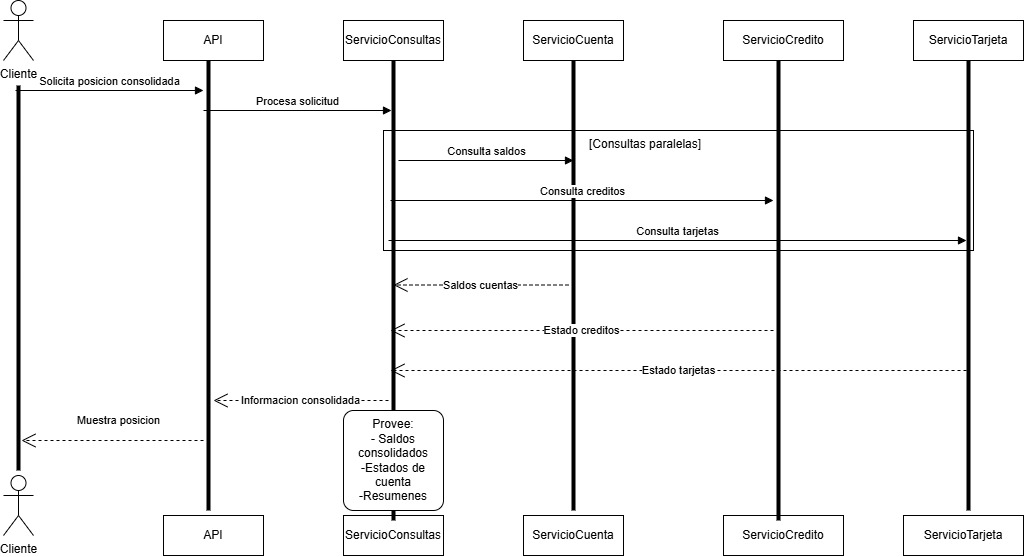 API
ServicioConsultas
ServicioCuenta
ServicioCredito
ServicioTarjeta
Cliente
Solicita posicion consolidada
Procesa solicitud
[Consultas paralelas]
Consulta saldos
Consulta creditos
Consulta tarjetas
Saldos cuentas
Estado creditos
Estado tarjetas
Informacion consolidada
Muestra posicion
Provee:
- Saldos
consolidados
-Estados de
cuenta
-Resumenes
Cliente
API
ServicioConsultas
ServicioCuenta
ServicioCredito
ServicioTarjeta